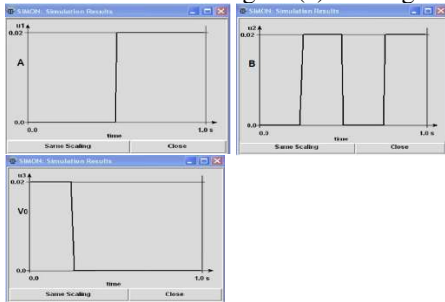 SIMON: Simulation Results
u1
0.02
A
0.0
0.0
1.0 s
time
Same Scaling
Close
SIMON: Simulation Results
u2
0.02
B
0.0
0.0
1.0 s
time
Same Scaling
Close
SIMON: Simulation Results
u3
0.02
Vo
0.0
0.0
1.0 s
time
Same Scaling
Close